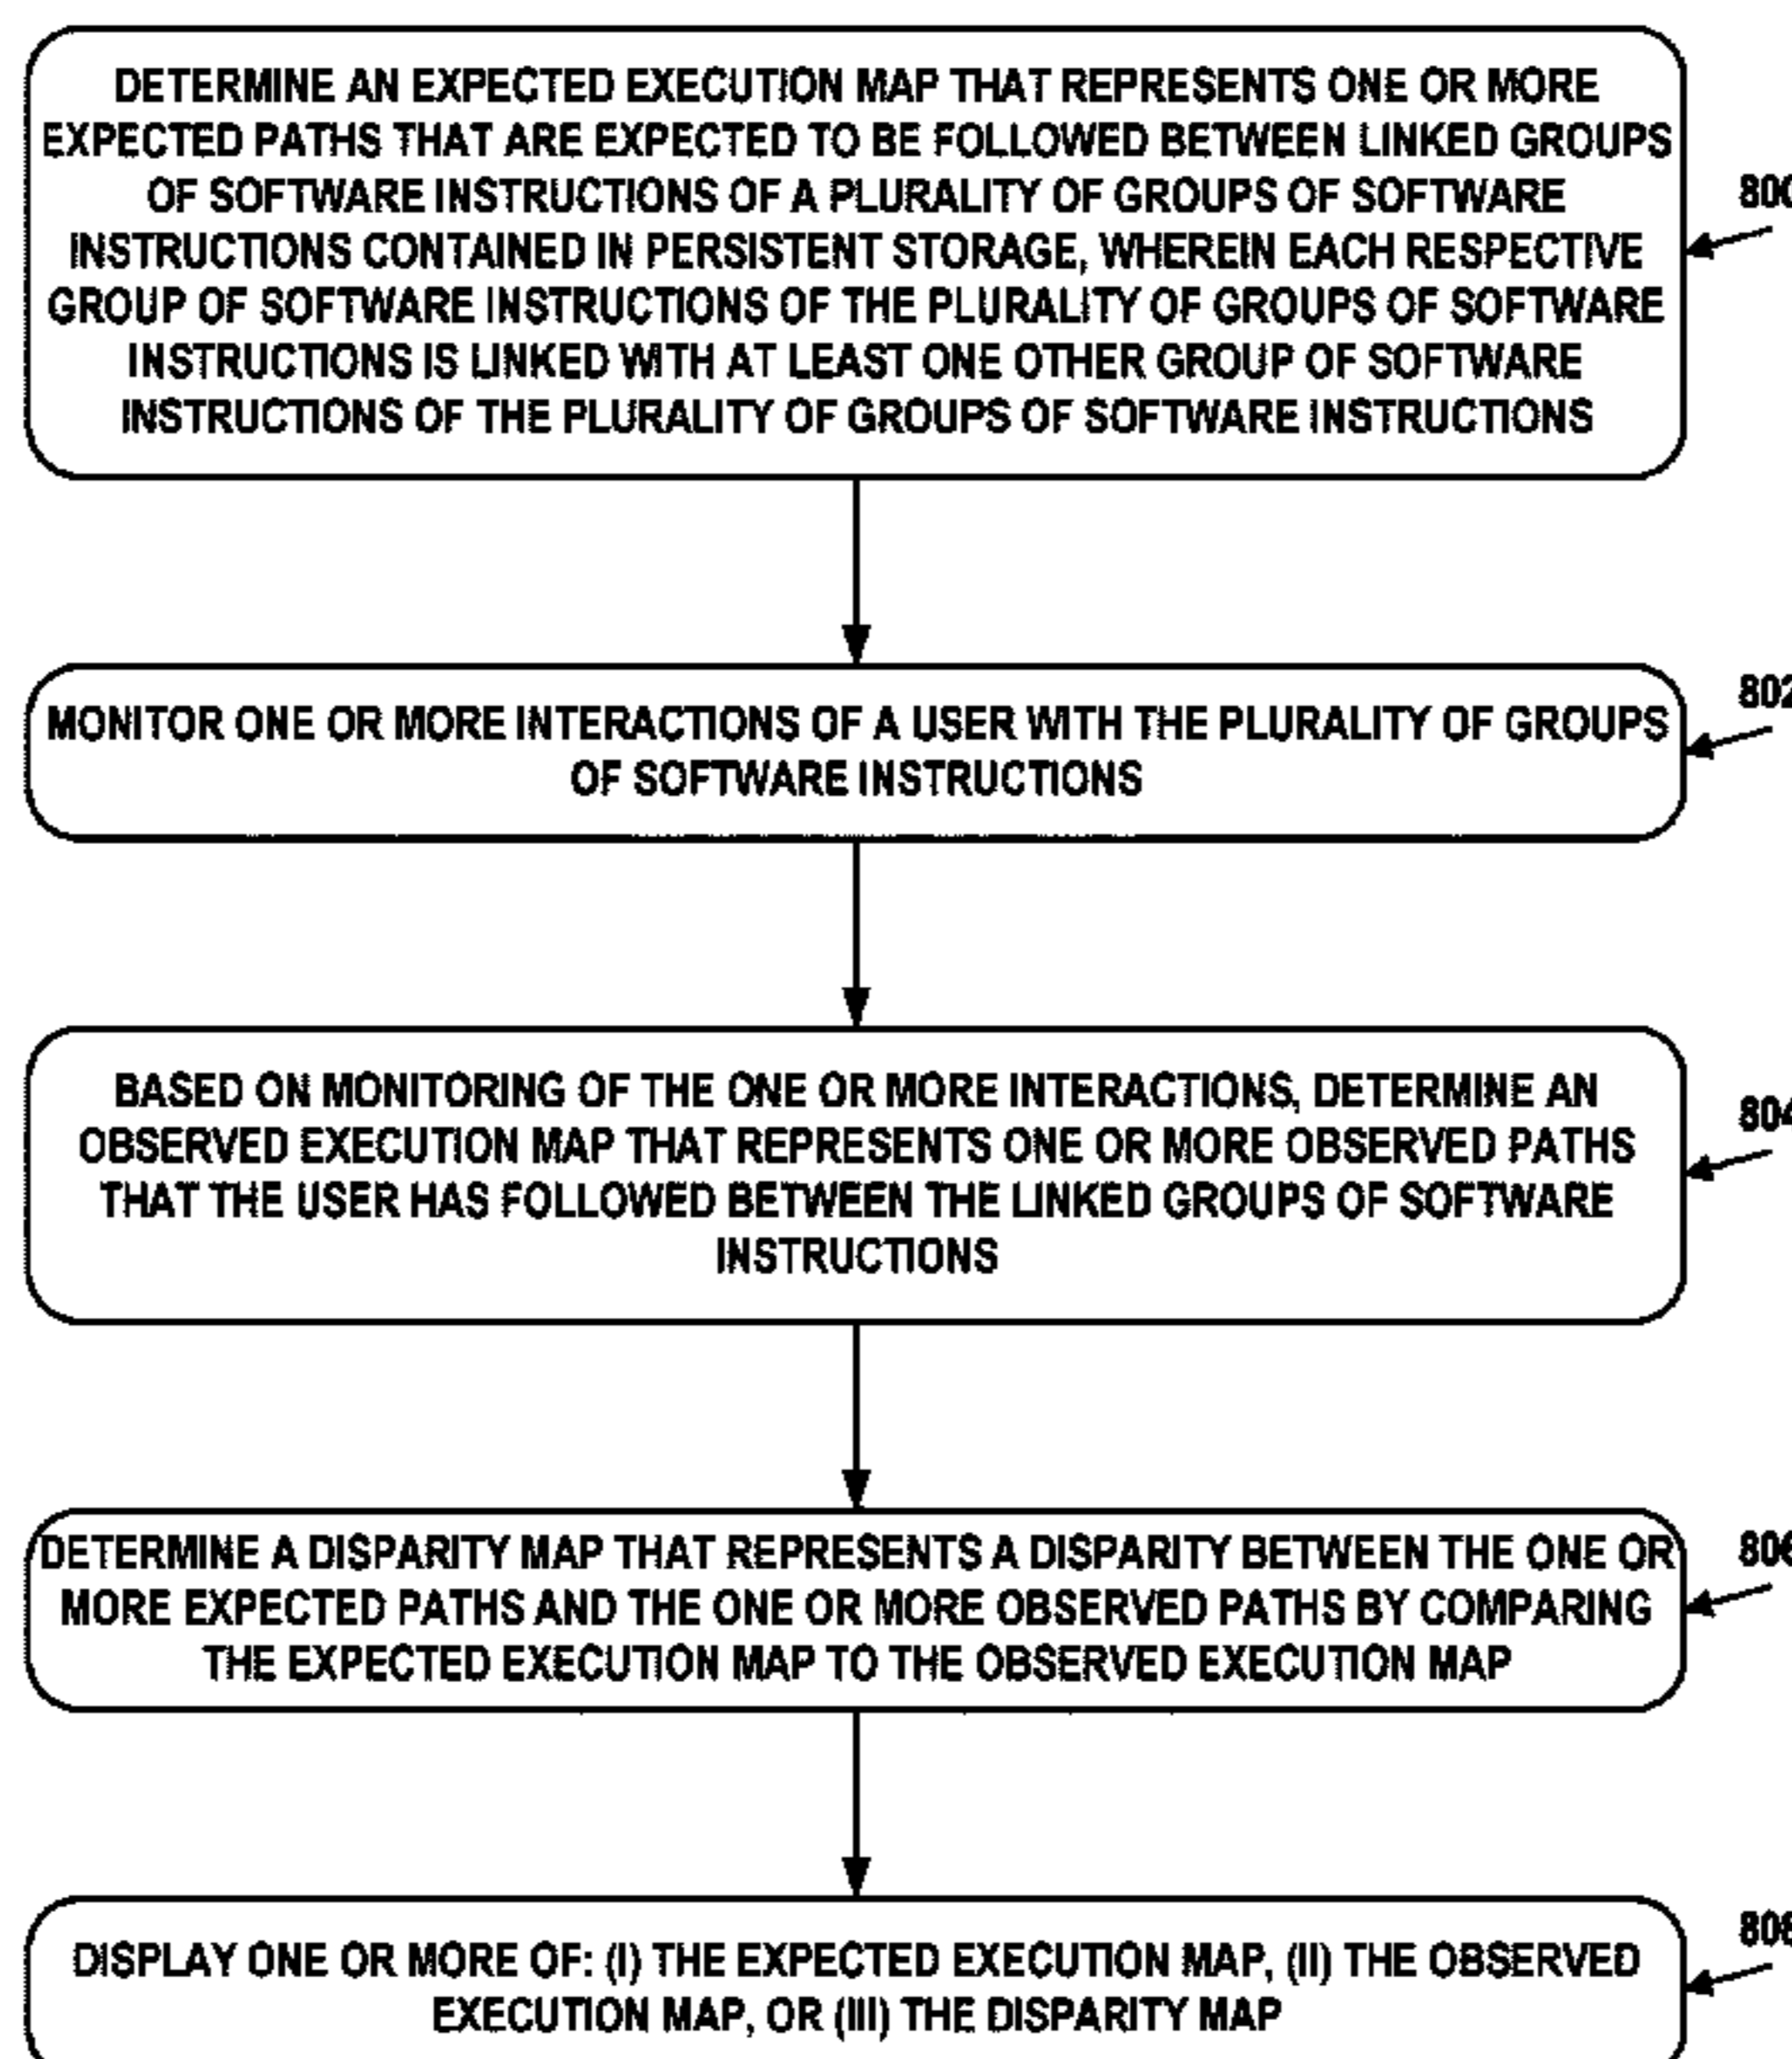 DETERMINE AN EXPECTED EXECUTION MAP THAT REPRESENTS ONE OR MORE
EXPECTED PATHS THAT ARE EXPECTED TO BE FOLLOWED BETWEEN LINKED GROUPS
OF SOFTWARE INSTRUCTIONS OF A PLURALITY OF GROUPS OF SOFTWARE
INSTRUCTIONS CONTAINED IN PERSISTENT STORAGE, WHEREIN EACH RESPECTIVE
GROUP OF SOFTWARE INSTRUCTIONS OF THE PLURALITY OF GROUPS OF SOFTWARE
INSTRUCTIONS IS LINKED WITH AT LEAST ONE OTHER GROUP OF SOFTWARE
INSTRUCTIONS OF THE PLURALITY OF GROUPS OF SOFTWARE INSTRUCTIONS
800
MONITOR ONE OR MORE INTERACTIONS OF A USER WITH THE PLURALITY OF GROUPS
OF SOFTWARE INSTRUCTIONS
802
BASED ON MONITORING OF THE ONE OR MORE INTERACTIONS, DETERMINE AN
OBSERVED EXECUTION MAP THAT REPRESENTS ONE OR MORE OBSERVED PATHS
THAT THE USER HAS FOLLOWED BETWEEN THE LINKED GROUPS OF SOFTWARE
INSTRUCTIONS
804
DETERMINE A DISPARITY MAP THAT REPRESENTS A DISPARITY BETWEEN THE ONE OR
MORE EXPECTED PATHS AND THE ONE OR MORE OBSERVED PATHS BY COMPARING
THE EXPECTED EXECUTION MAP TO THE OBSERVED EXECUTION MAP
806
DISPLAY ONE OR MORE OF: (I) THE EXPECTED EXECUTION MAP, (II) THE OBSERVED
EXECUTION MAP, OR (III) THE DISPARITY MAP
808